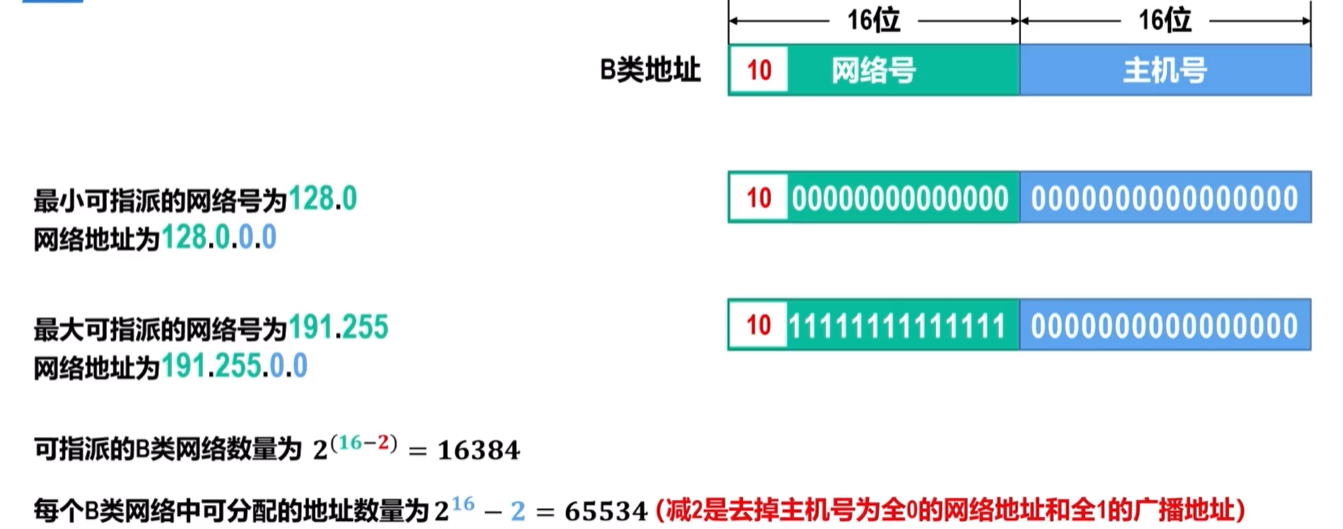 16位 16位
B类地址 10 网络号 主机号
最小可指派的网络号为128.0
网络地址为128.0.0.0
10 00000000000000 0000000000000000
最大可指派的网络号为191.255
网络地址为191.255.0.0
10 11111111111111 0000000000000000
可指派的B类网络数量为 2^(16−2) = 16384
每个B类网络中可分配的地址数量为 2^16 − 2 = 65534 (减2是去掉主机号为全0的网络地址和全1的广播地址)